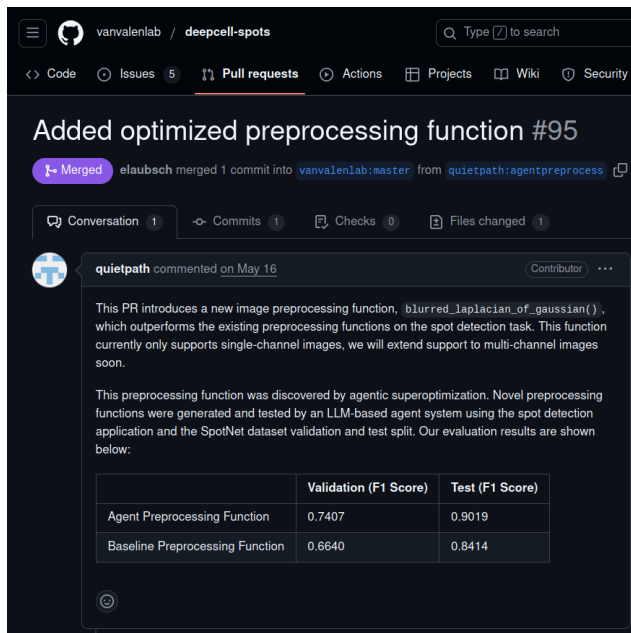 vanvalenlab / deepcell-spots
Type / to search
Code
Issues 5
Pull requests
Actions
Projects
Wiki
Security
Added optimized preprocessing function #95
Merged
elaubsch merged 1 commit into vanvalenlab:master from quietpath:agentpreprocess
Conversation 1
Commits 1
Checks 0
Files changed 1
quietpath commented on May 16
Contributor
This PR introduces a new image preprocessing function, blurred_laplacian_of_gaussian(),
which outperforms the existing preprocessing functions on the spot detection task. This function
currently only supports single-channel images, we will extend support to multi-channel images
soon.
This preprocessing function was discovered by agentic superoptimization. Novel preprocessing
functions were generated and tested by an LLM-based agent system using the spot detection
application and the SpotNet dataset validation and test split. Our evaluation results are shown
below:
Validation (F1 Score) Test (F1 Score)
Agent Preprocessing Function 0.7407 0.9019
Baseline Preprocessing Function 0.6640 0.8414